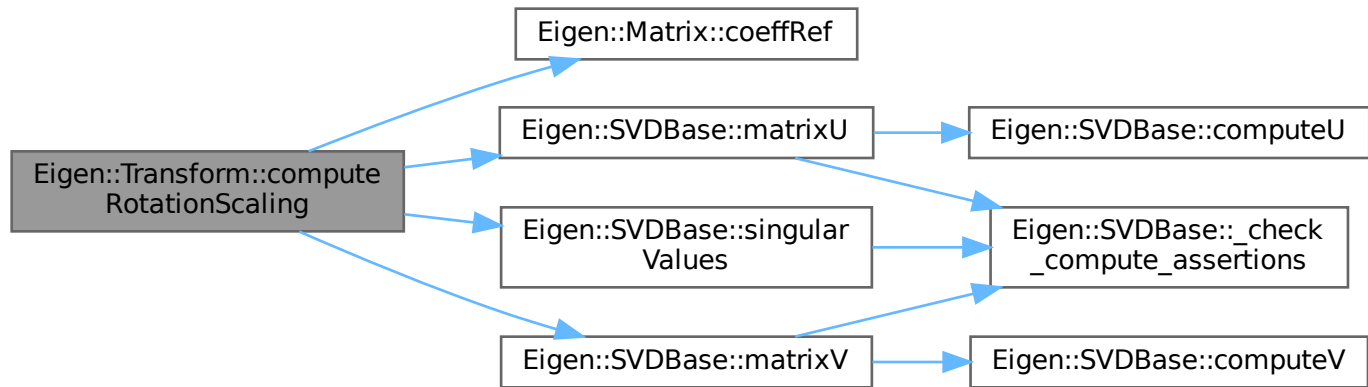 Eigen::Transform::compute
RotationScaling
Eigen::Matrix::coeffRef
Eigen::SVDBase::matrixU
Eigen::SVDBase::singular
Values
Eigen::SVDBase::matrixV
Eigen::SVDBase::computeU
Eigen::SVDBase::_check
_compute_assertions
Eigen::SVDBase::computeV